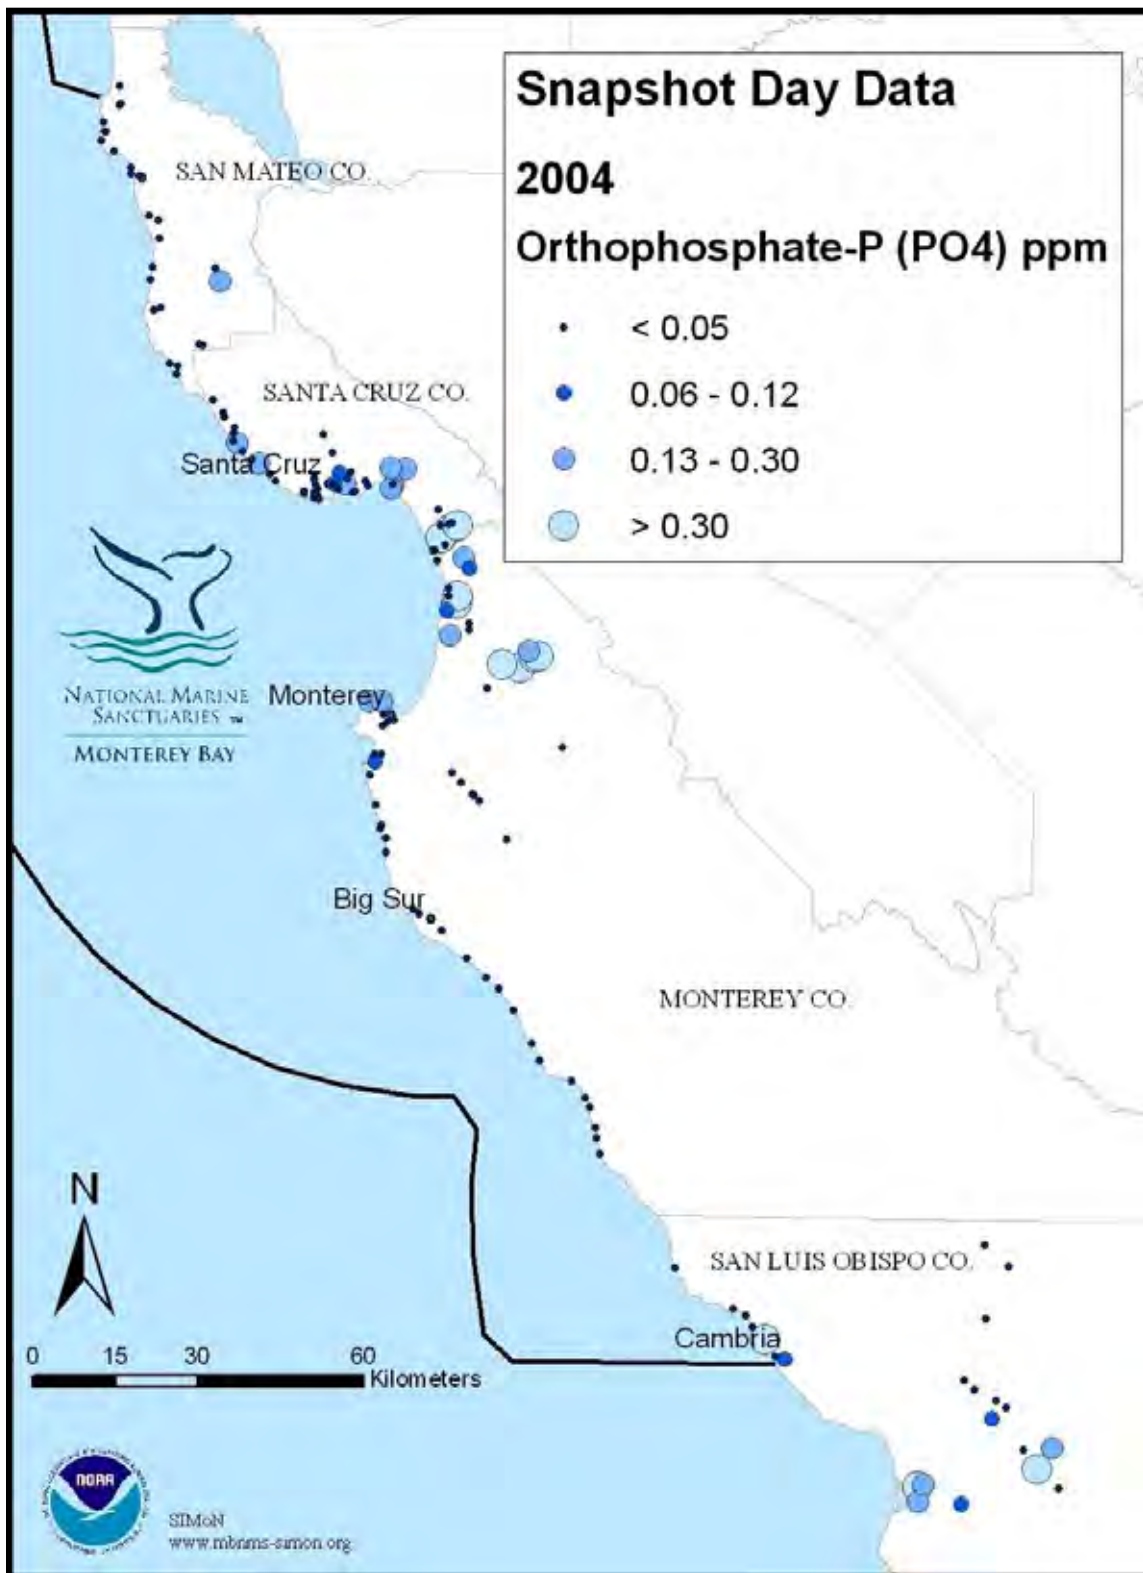 Snapshot Day Data
2004
Orthophosphate-P (PO4) ppm
< 0.05
0.06 - 0.12
0.13 - 0.30
> 0.30
SAN MATEO CO.
SANTA CRUZ CO.
Santa Cruz
NATIONAL MARINE
SANCTUARIES ™
MONTEREY BAY
Monterey
Big Sur
MONTEREY CO.
N
SAN LUIS OBISPO CO.
Cambria
0 15 30 60
Kilometers
NOAA
SIMoN
www.mbnms-simon.org